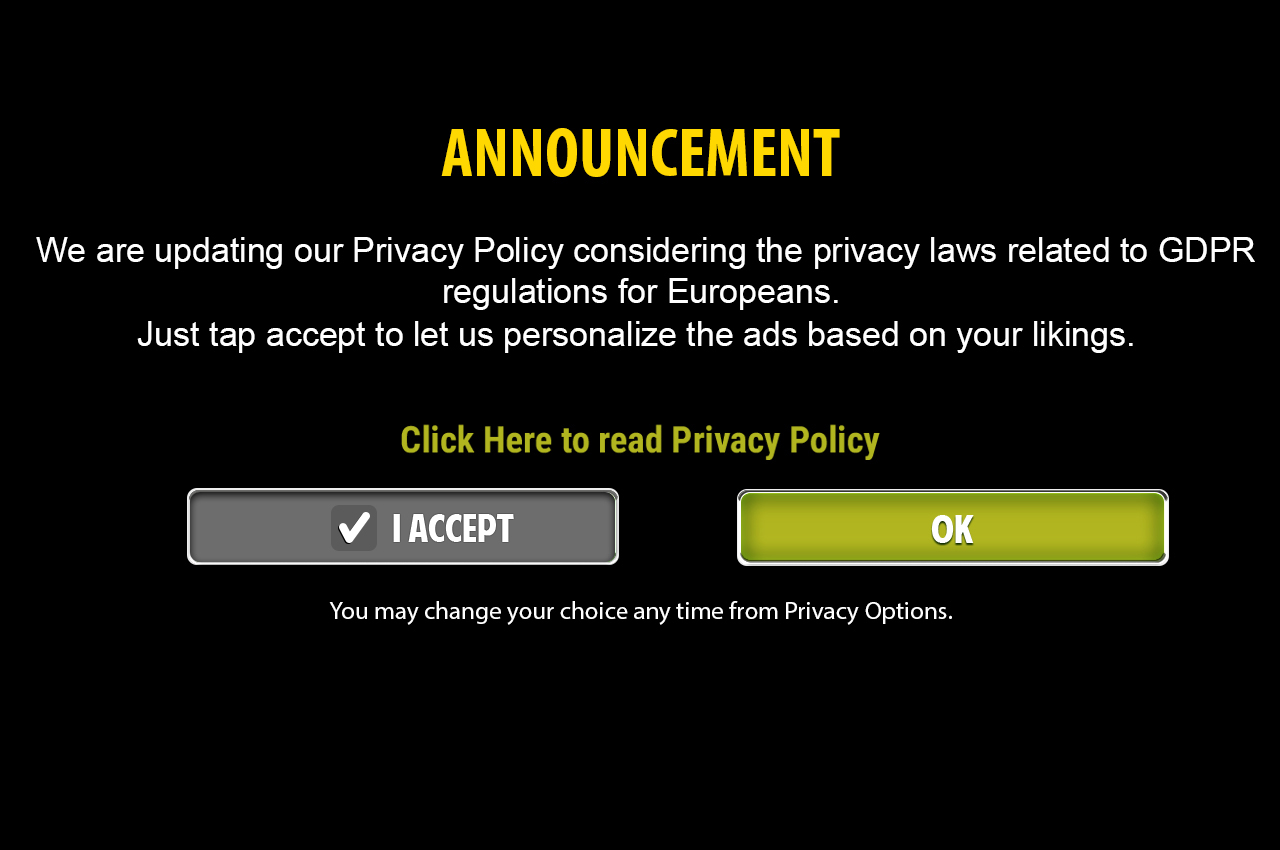 ANNOUNCEMENT
We are updating our Privacy Policy considering the privacy laws related to GDPR
regulations for Europeans.
Just tap accept to let us personalize the ads based on your likings.
Click Here to read Privacy Policy
I ACCEPT
OK
You may change your choice any time from Privacy Options.